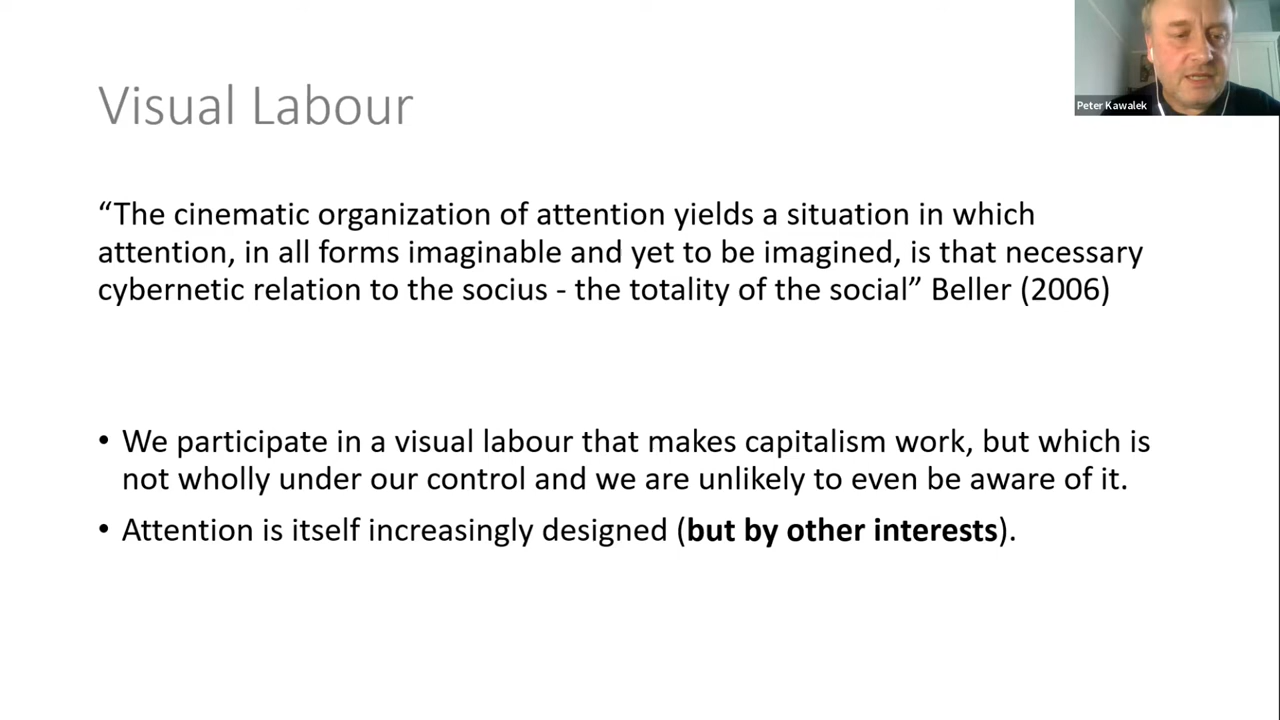 Visual Labour
Peter Kawalek
“The cinematic organization of attention yields a situation in which
attention, in all forms imaginable and yet to be imagined, is that necessary
cybernetic relation to the socius - the totality of the social” Beller (2006)
• We participate in a visual labour that makes capitalism work, but which is
not wholly under our control and we are unlikely to even be aware of it.
• Attention is itself increasingly designed (but by other interests).